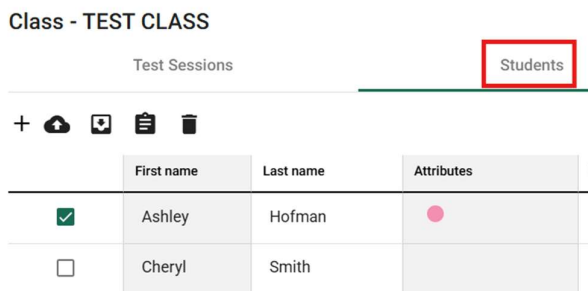 Class - TEST CLASS
Test Sessions Students
First name Last name Attributes
Ashley Hofman
Cheryl Smith